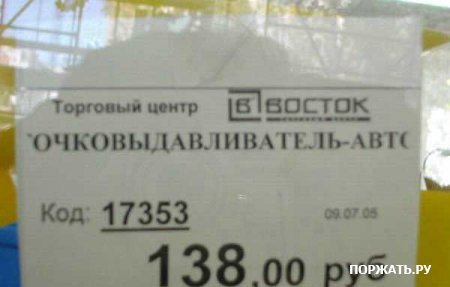 Торговый центр ВОСТОК
ОЧКОВЫДАВЛИВАТЕЛЬ-АВТО
Код: 17353 09.07.05
138,00 руб
ПОРЖАТЬ.РУ